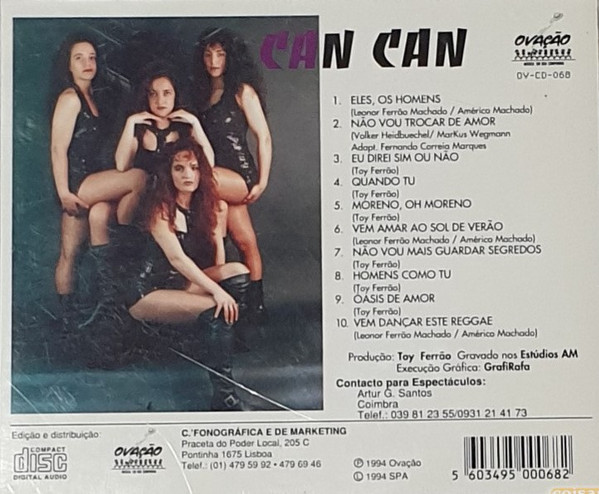 CAN CAN
OVAÇÃO
OV-CD-068
1. ELES, OS HOMENS
(Leonor Ferrão Machado / Américo Machado)
2. NÃO VOU TROCAR DE AMOR
(Volker Heidbuechel/ MarKus Wegmann
Adapt. Fernando Correia Marques
3. EU DIREI SIM OU NÃO
(Toy Ferrão)
4. QUANDO TU
(Toy Ferrão)
5. MORENO, OH MORENO
(Toy Ferrão)
6. VEM AMAR AO SOL DE VERÃO
(Leonor Ferrão Machado / Américo Machado)
7. NÃO VOU MAIS GUARDAR SEGREDOS
(Toy Ferrão)
8. HOMENS COMO TU
(Toy Ferrão)
9. OÁSIS DE AMOR
(Toy Ferrão)
10. VEM DANÇAR ESTE REGGAE
(Leonor Ferrão Machado / Américo Machado)
Produção: Toy Ferrão Gravado nos Estúdios AM
Execução Gráfica: GrafiRafa
Contacto para Espectáculos:
Artur G. Santos
Coimbra
Telef.: 039 81 23 55/0931 21 41 73
Edição e distribuição:
COMPACT
disc
DIGITAL AUDIO
OVAÇÃO
C.ª FONOGRÁFICA E DE MARKETING
Praceta do Poder Local, 205 C
Pontinha 1675 Lisboa
Telef.: (01) 479 59 92 • 479 69 46
Ⓟ 1994 Ovação
© 1994 SPA
5 603495 000682